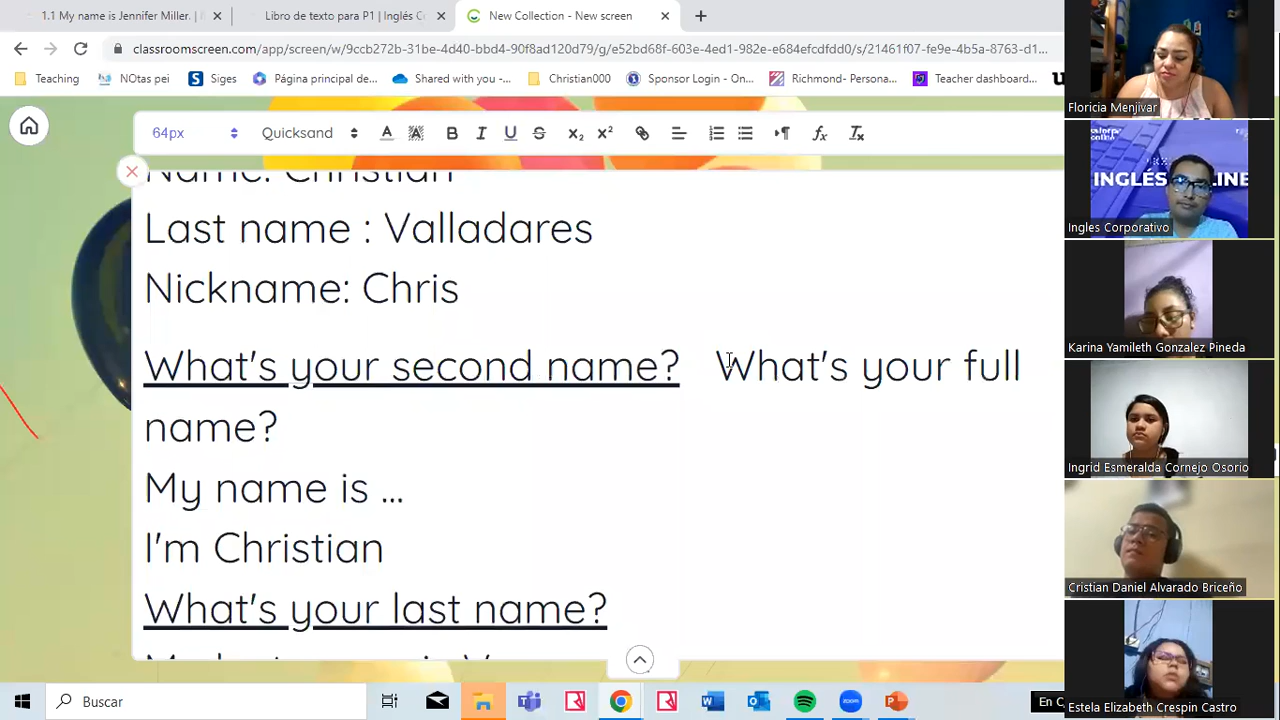 1.1 My name is Jennifer Miller. |
Libro de texto para P1 | Inglés C
New Collection - New screen
classroomscreen.com/app/screen/w/9ccb272b-31be-4d40-bdd4-90f8ad120d79/g/e52bd68f-603e-4ed1-982e-e684efcdfdd0/s/21461f07-fe9e-4b5a-8763-d1...
Teaching
NOtas pei
Siges
Página principal de...
Shared with you -...
Christian000
Sponsor Login - On...
Richmond- Persona...
Teacher dashboard...
64px
Quicksand
Name: Christian
Last name : Valladares
Nickname: Chris
What's your second name? What's your full
name?
My name is ...
I'm Christian
What's your last name?
Buscar
Floricia Menjivar
INGLÉS
Ingles Corporativo
Karina Yamileth Gonzalez Pineda
Ingrid Esmeralda Cornejo Osorio
Cristian Daniel Alvarado Briceño
Estela Elizabeth Crespin Castro